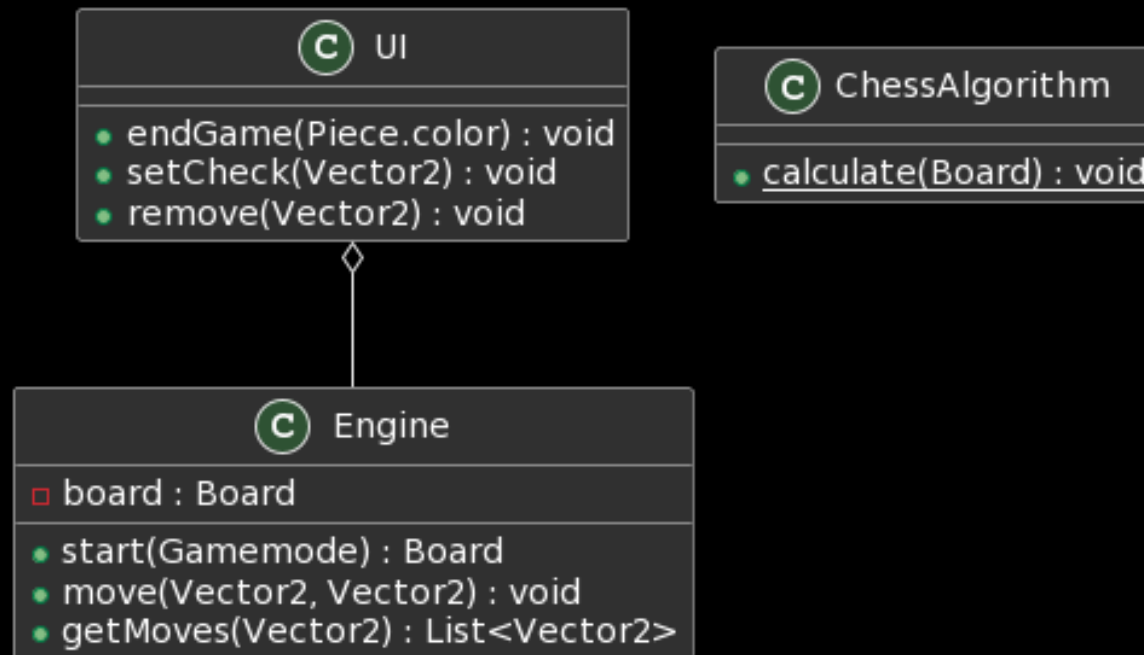 C UI
endGame(Piece.color) : void
setCheck(Vector2) : void
remove(Vector2) : void
C ChessAlgorithm
calculate(Board) : void
C Engine
board : Board
start(Gamemode) : Board
move(Vector2, Vector2) : void
getMoves(Vector2) : List<Vector2>